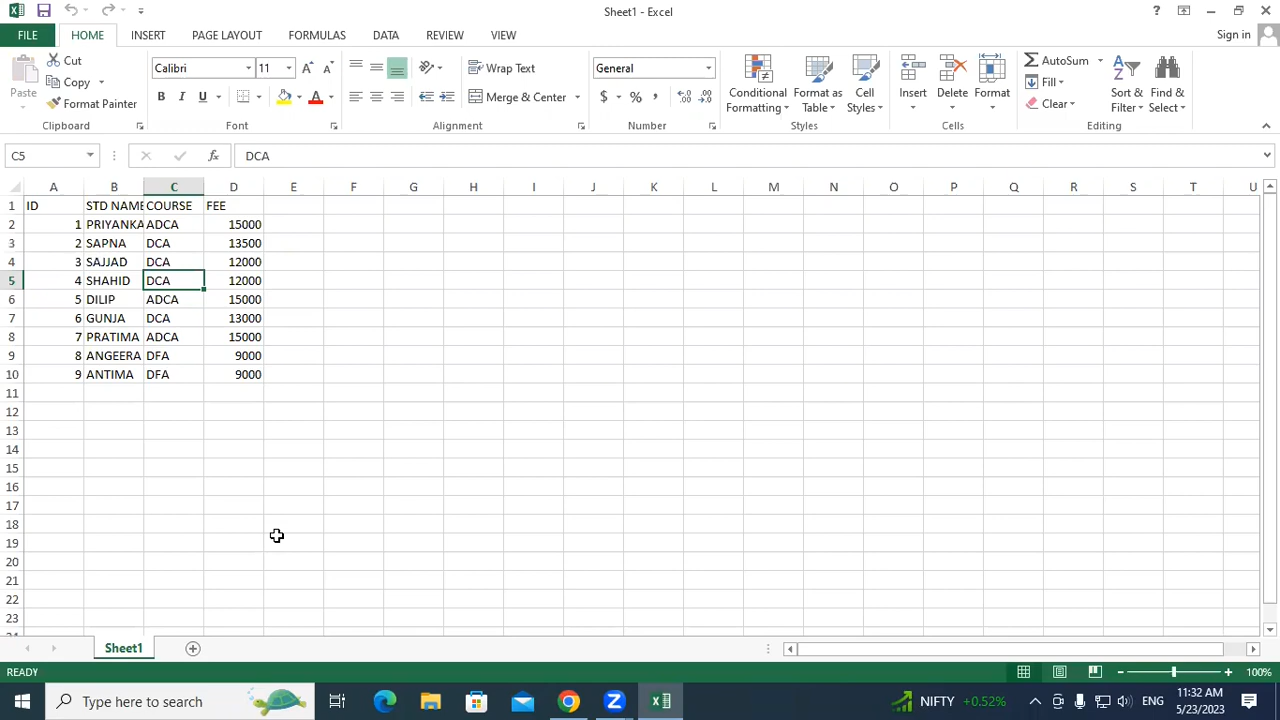 Sheet1 - Excel
?
FILE HOME INSERT PAGE LAYOUT FORMULAS DATA REVIEW VIEW Sign in
Paste
Cut
Copy
Format Painter
Clipboard
Calibri 11
B I U
Font
Wrap Text
Merge & Center
Alignment
General
$ % ,
Number
Conditional Formatting
Format as Table
Cell Styles
Styles
Insert
Delete
Format
Cells
AutoSum
Fill
Clear
Sort & Filter
Find & Select
Editing
C5 fx DCA
A B C D E F G H I J K L M N O P Q R S T U
1 ID STD NAME COURSE FEE
2 1 PRIYANKA ADCA 15000
3 2 SAPNA DCA 13500
4 3 SAJJAD DCA 12000
5 4 SHAHID DCA 12000
6 5 DILIP ADCA 15000
7 6 GUNJA DCA 13000
8 7 PRATIMA ADCA 15000
9 8 ANGEERA DFA 9000
10 9 ANTIMA DFA 9000
11
12
13
14
15
16
17
18
19
20
21
22
23
Sheet1
READY 100%
Type here to search
NIFTY +0.52%
ENG
11:32 AM
5/23/2023